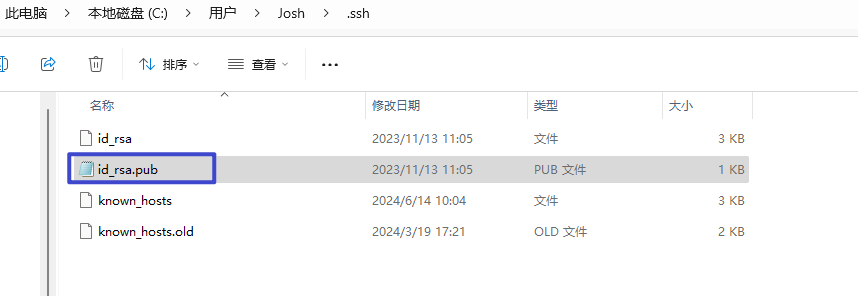 此电脑 > 本地磁盘 (C:) > 用户 > Josh > .ssh
排序 查看 ...
名称 修改日期 类型 大小
id_rsa 2023/11/13 11:05 文件 3 KB
id_rsa.pub 2023/11/13 11:05 PUB 文件 1 KB
known_hosts 2024/6/14 10:04 文件 3 KB
known_hosts.old 2024/3/19 17:21 OLD 文件 2 KB